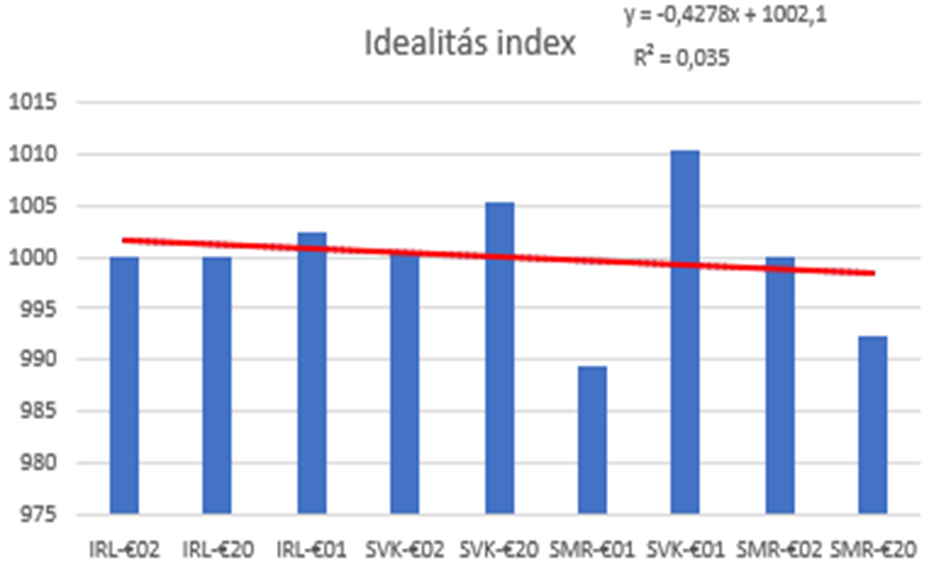 y = -0,4278x + 1002,1
Idealitás index
R² = 0,035
1015
1010
1005
1000
995
990
985
980
975
IRL-€02 IRL-€20 IRL-€01 SVK-€02 SVK-€20 SMR-€01 SVK-€01 SMR-€02 SMR-€20